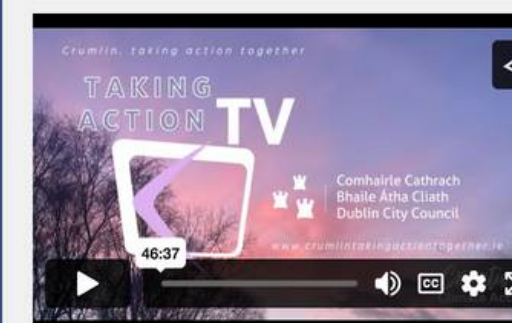 Crumlin, taking action together
TAKING
ACTION TV
Comhairle Cathrach
Bhaile Átha Cliath
Dublin City Council
www.crumlintakingactiontogether.ie
46:37
CC